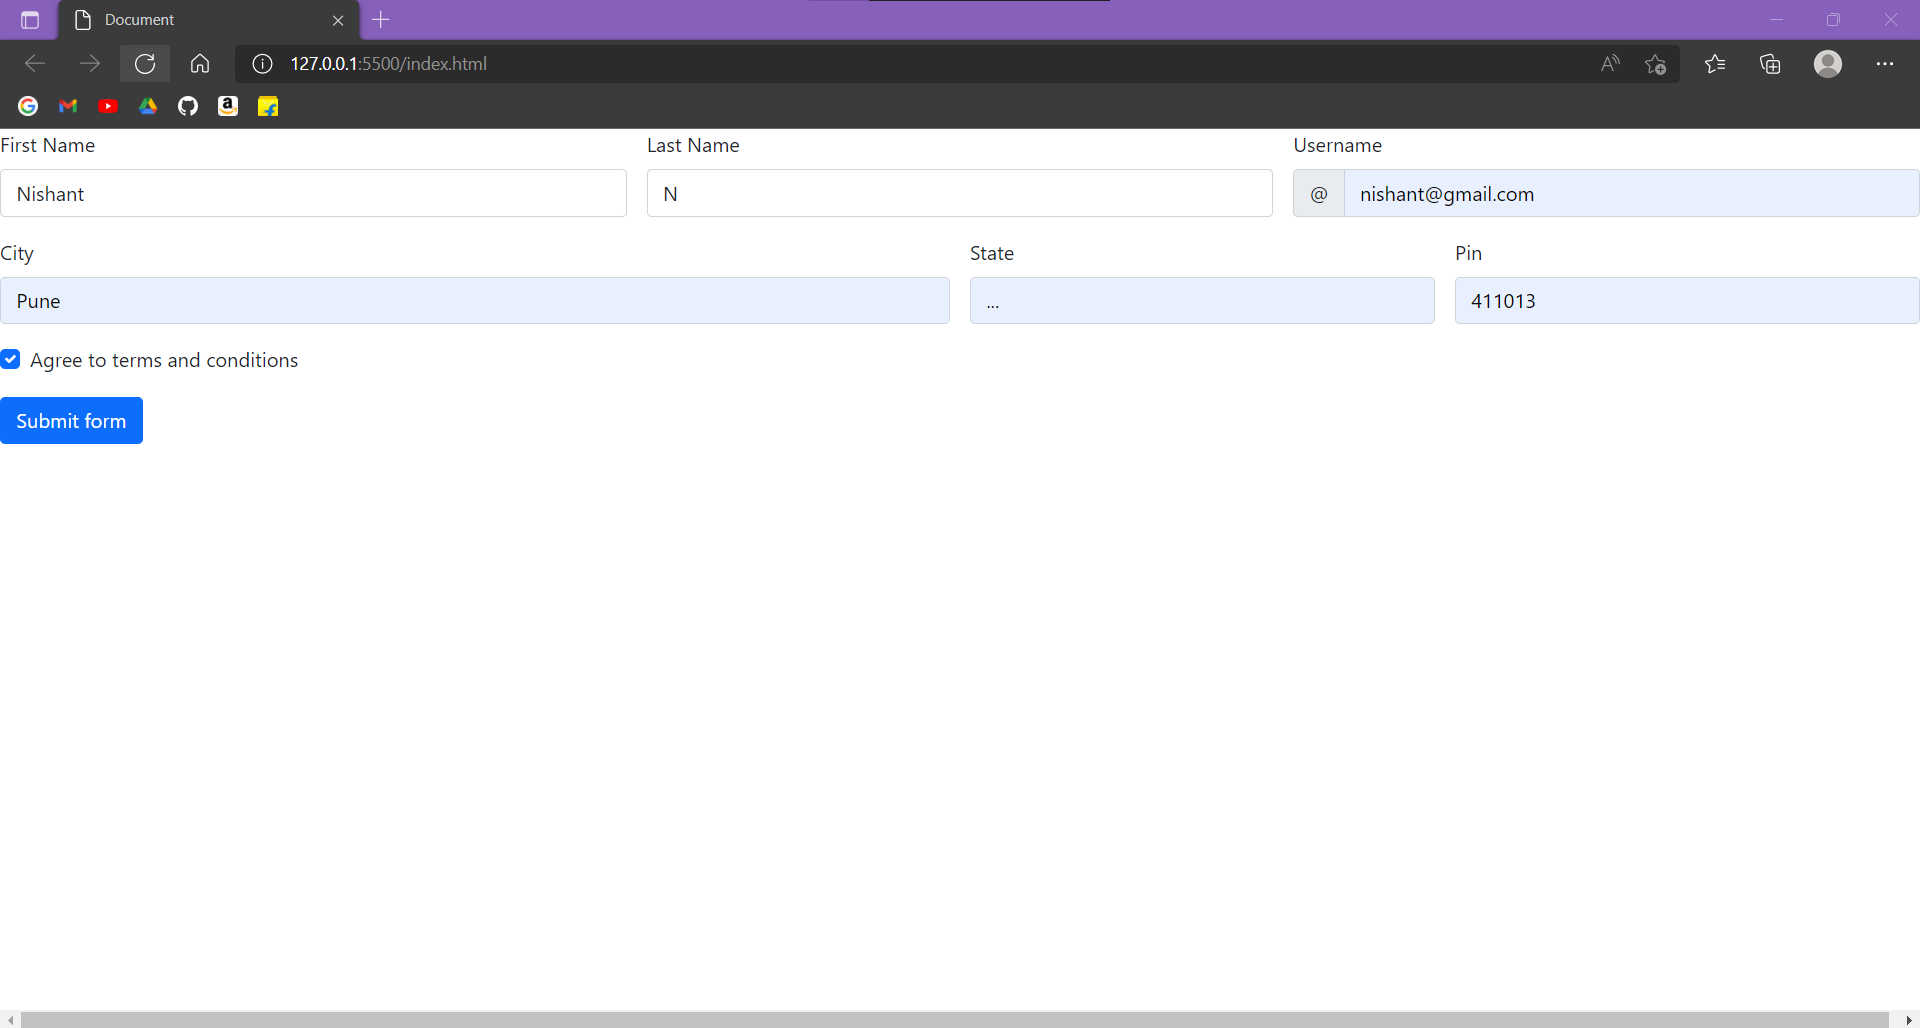 Document
127.0.0.1:5500/index.html
First Name Last Name Username
Nishant N @ nishant@gmail.com
City State Pin
Pune ... 411013
Agree to terms and conditions
Submit form